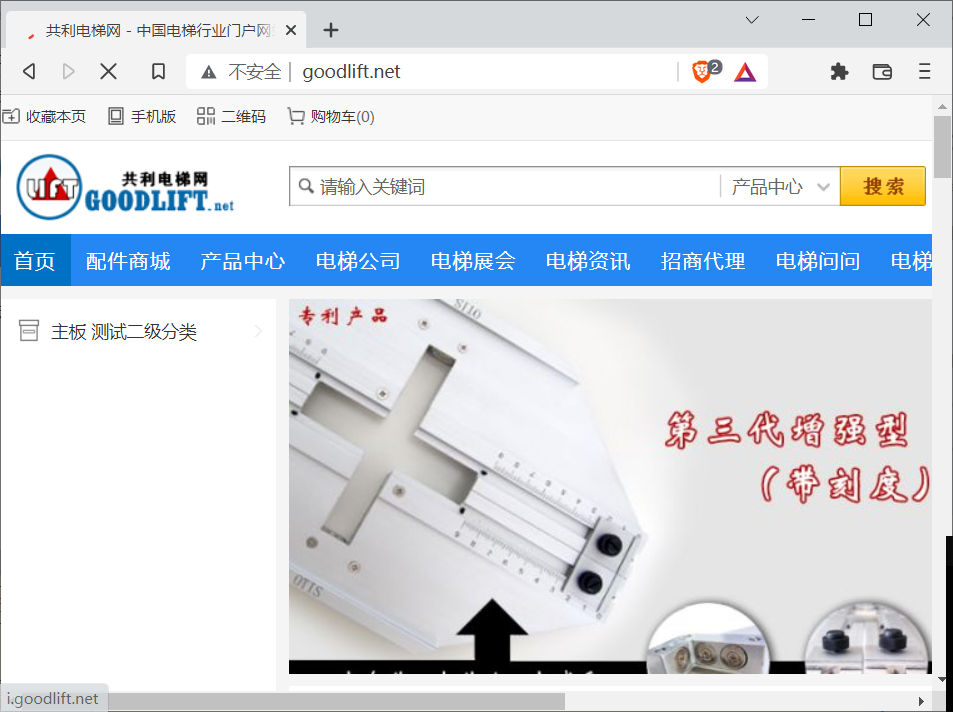 共利电梯网 - 中国电梯行业门户网
不安全 goodlift.net 2
收藏本页 手机版 二维码 购物车(0)
共利电梯网
LIFT GOODLIFT.net
请输入关键词 产品中心 搜索
首页 配件商城 产品中心 电梯公司 电梯展会 电梯资讯 招商代理 电梯问问 电梯
主板 测试二级分类
专利产品
OTIS
第三代增强型
（带刻度）
OTIS
i.goodlift.net